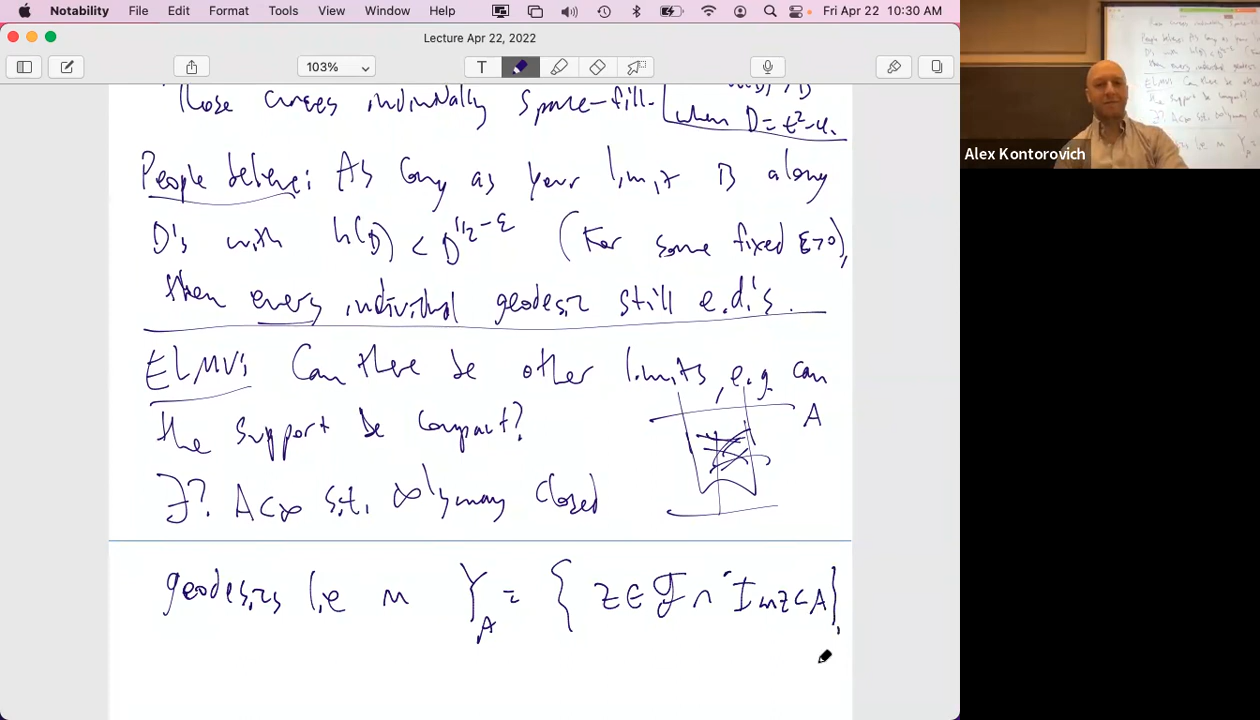 Notability File Edit Format Tools View Window Help Fri Apr 22 10:30 AM
Lecture Apr 22, 2022
103%
T
Those curves individually space-fill.
when D = t²-4.
People believe: As long as your limit is along
D's with h(D) < D^{1/2-ε} (for some fixed ε>0),
then every individual geodesic still e.d.'s.
ELMV: Can there be other limits, e.g. can
the support be compact?
A
∃? A<∞ s.t. ∞'ly many closed
geodesics lie in Y_A = { z ∈ ℱ ∩ Im z < A }.
Alex Kontorovich